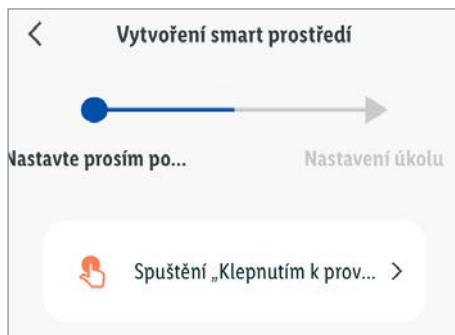 Vytvoření smart prostředí
Nastavte prosím po...
Nastavení úkolu
Spuštění „Klepnutím k prov...